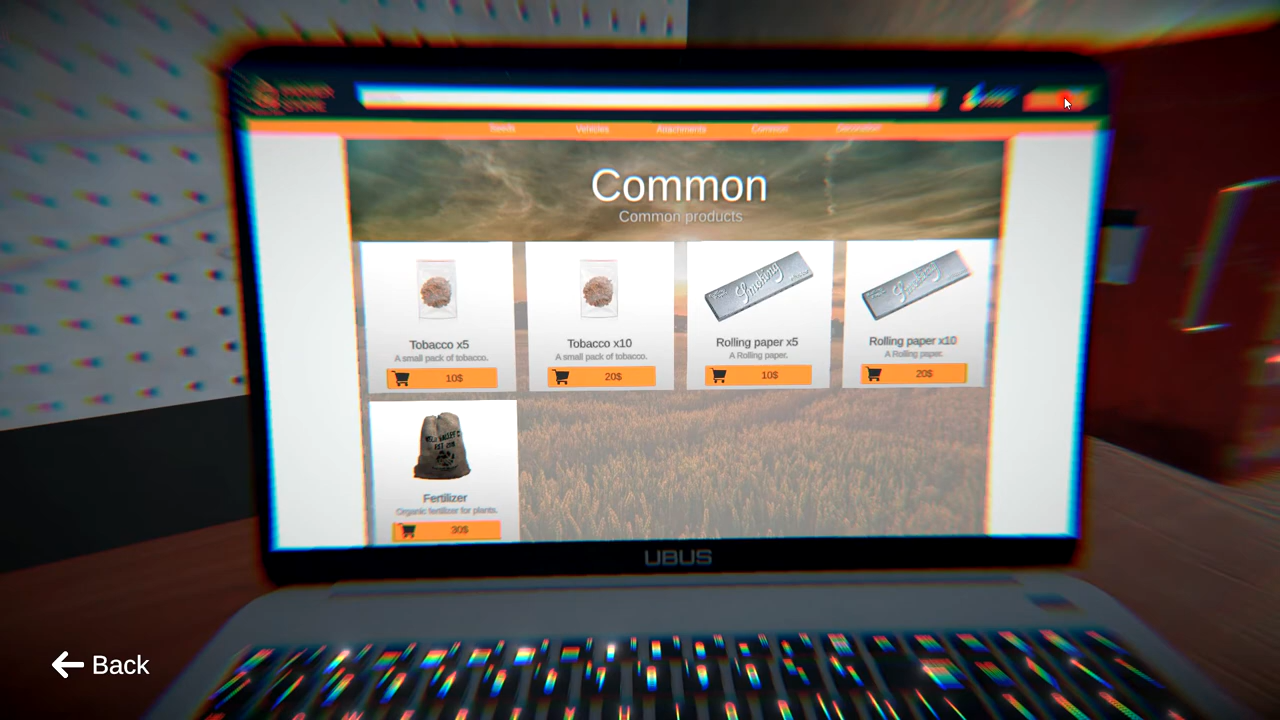 Seeds Vehicles Attachments Common Decoration
Common
Common products
Tobacco x5
A small pack of tobacco.
10$
Tobacco x10
A small pack of tobacco.
20$
Rolling paper x5
A Rolling paper.
10$
Rolling paper x10
A Rolling paper.
20$
Smoking
Smoking
Fertilizer
Organic fertilizer for plants.
30$
UBUS
Back